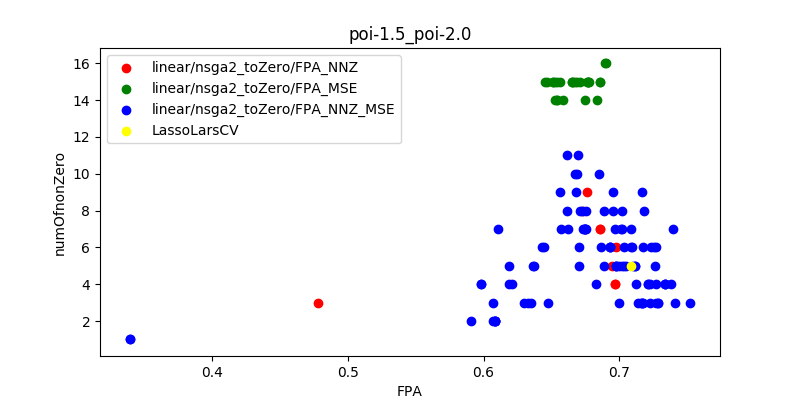 poi-1.5_poi-2.0
linear/nsga2_toZero/FPA_NNZ
linear/nsga2_toZero/FPA_MSE
linear/nsga2_toZero/FPA_NNZ_MSE
LassoLarsCV
numOfnonZero
16
14
12
10
8
6
4
2
0.4 0.5 0.6 0.7
FPA